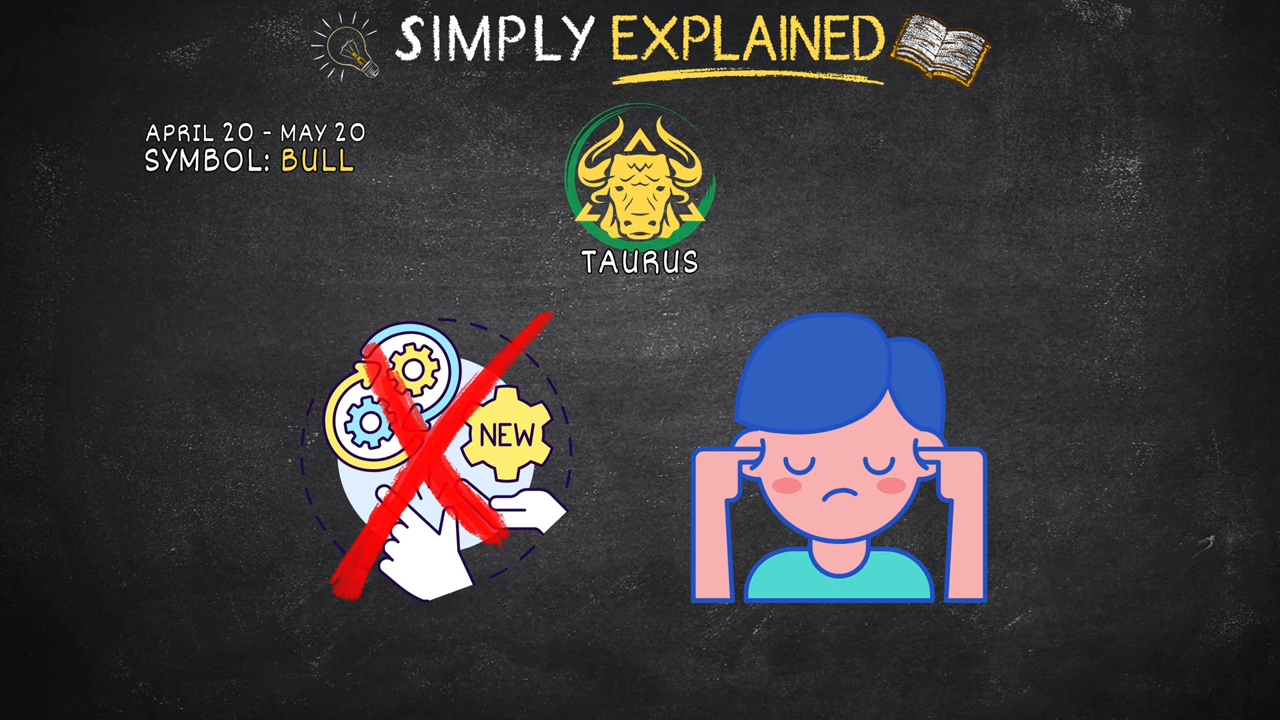 SIMPLY EXPLAINED
APRIL 20 - MAY 20
SYMBOL: BULL
TAURUS
NEW